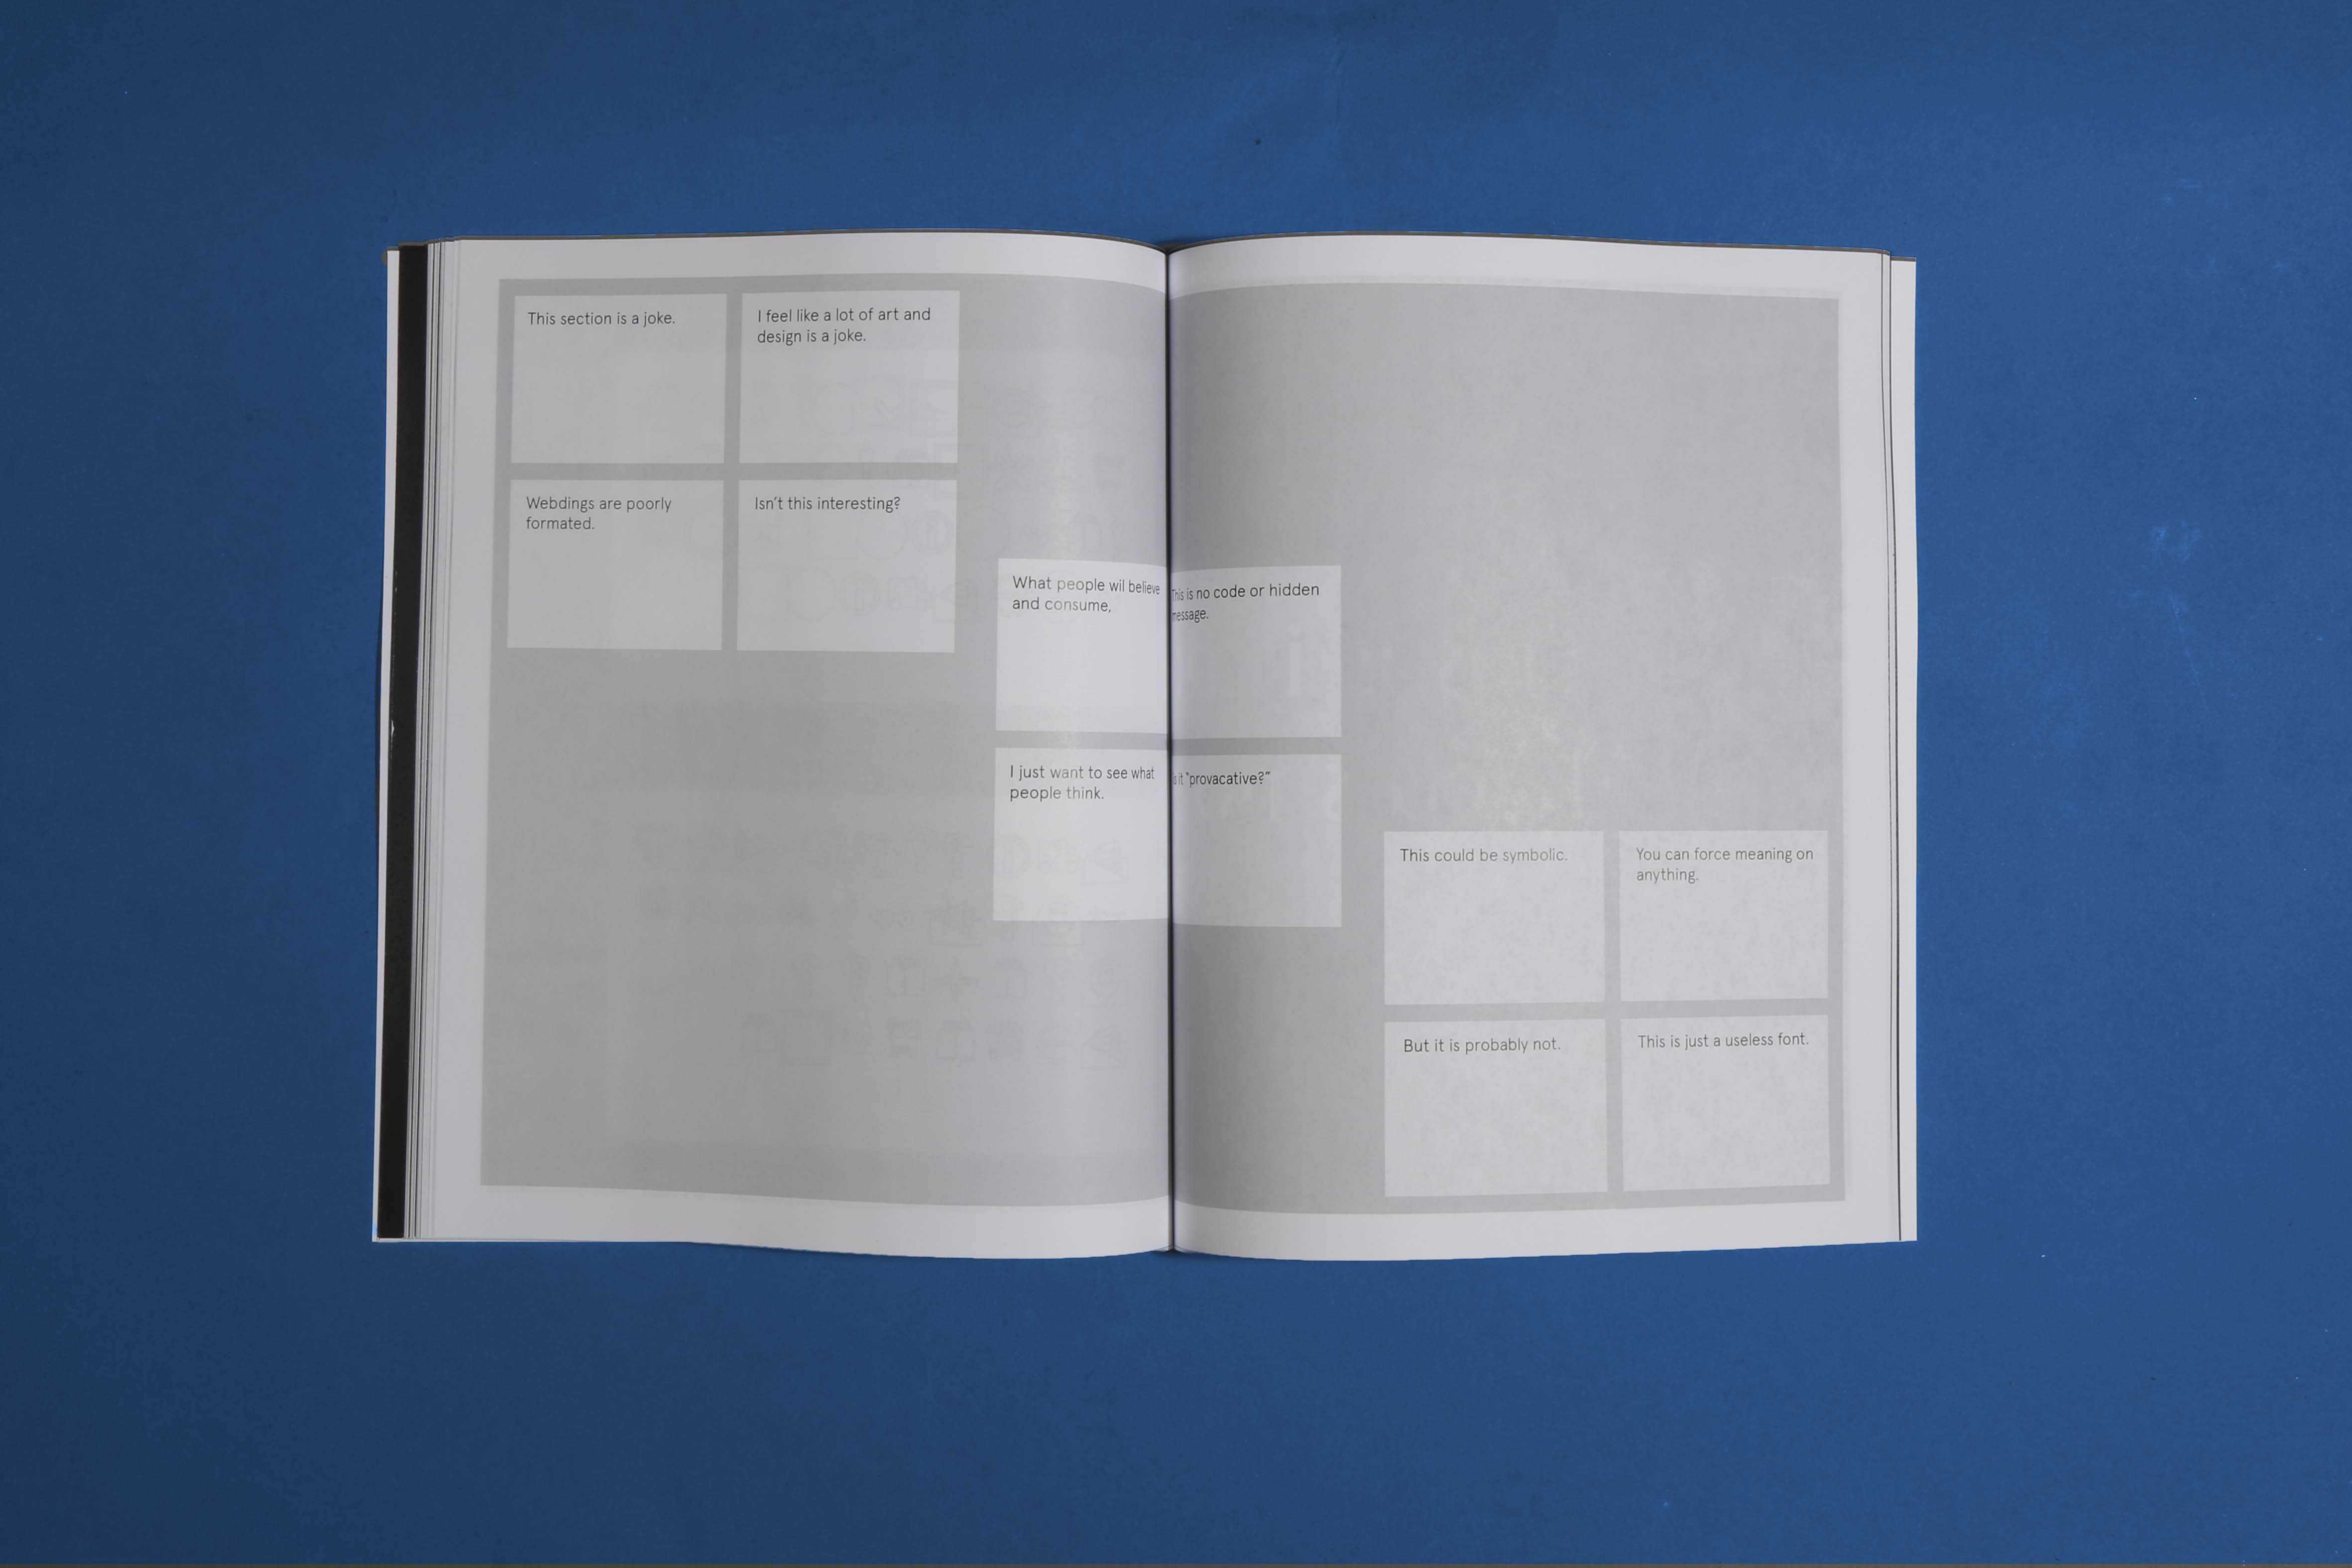 This section is a joke.
I feel like a lot of art and
design is a joke.
Webdings are poorly
formated.
Isn't this interesting?
What people wil believe
and consume,
This is no code or hidden
message.
I just want to see what
people think.
is it "provacative?"
This could be symbolic.
You can force meaning on
anything.
But it is probably not.
This is just a useless font.